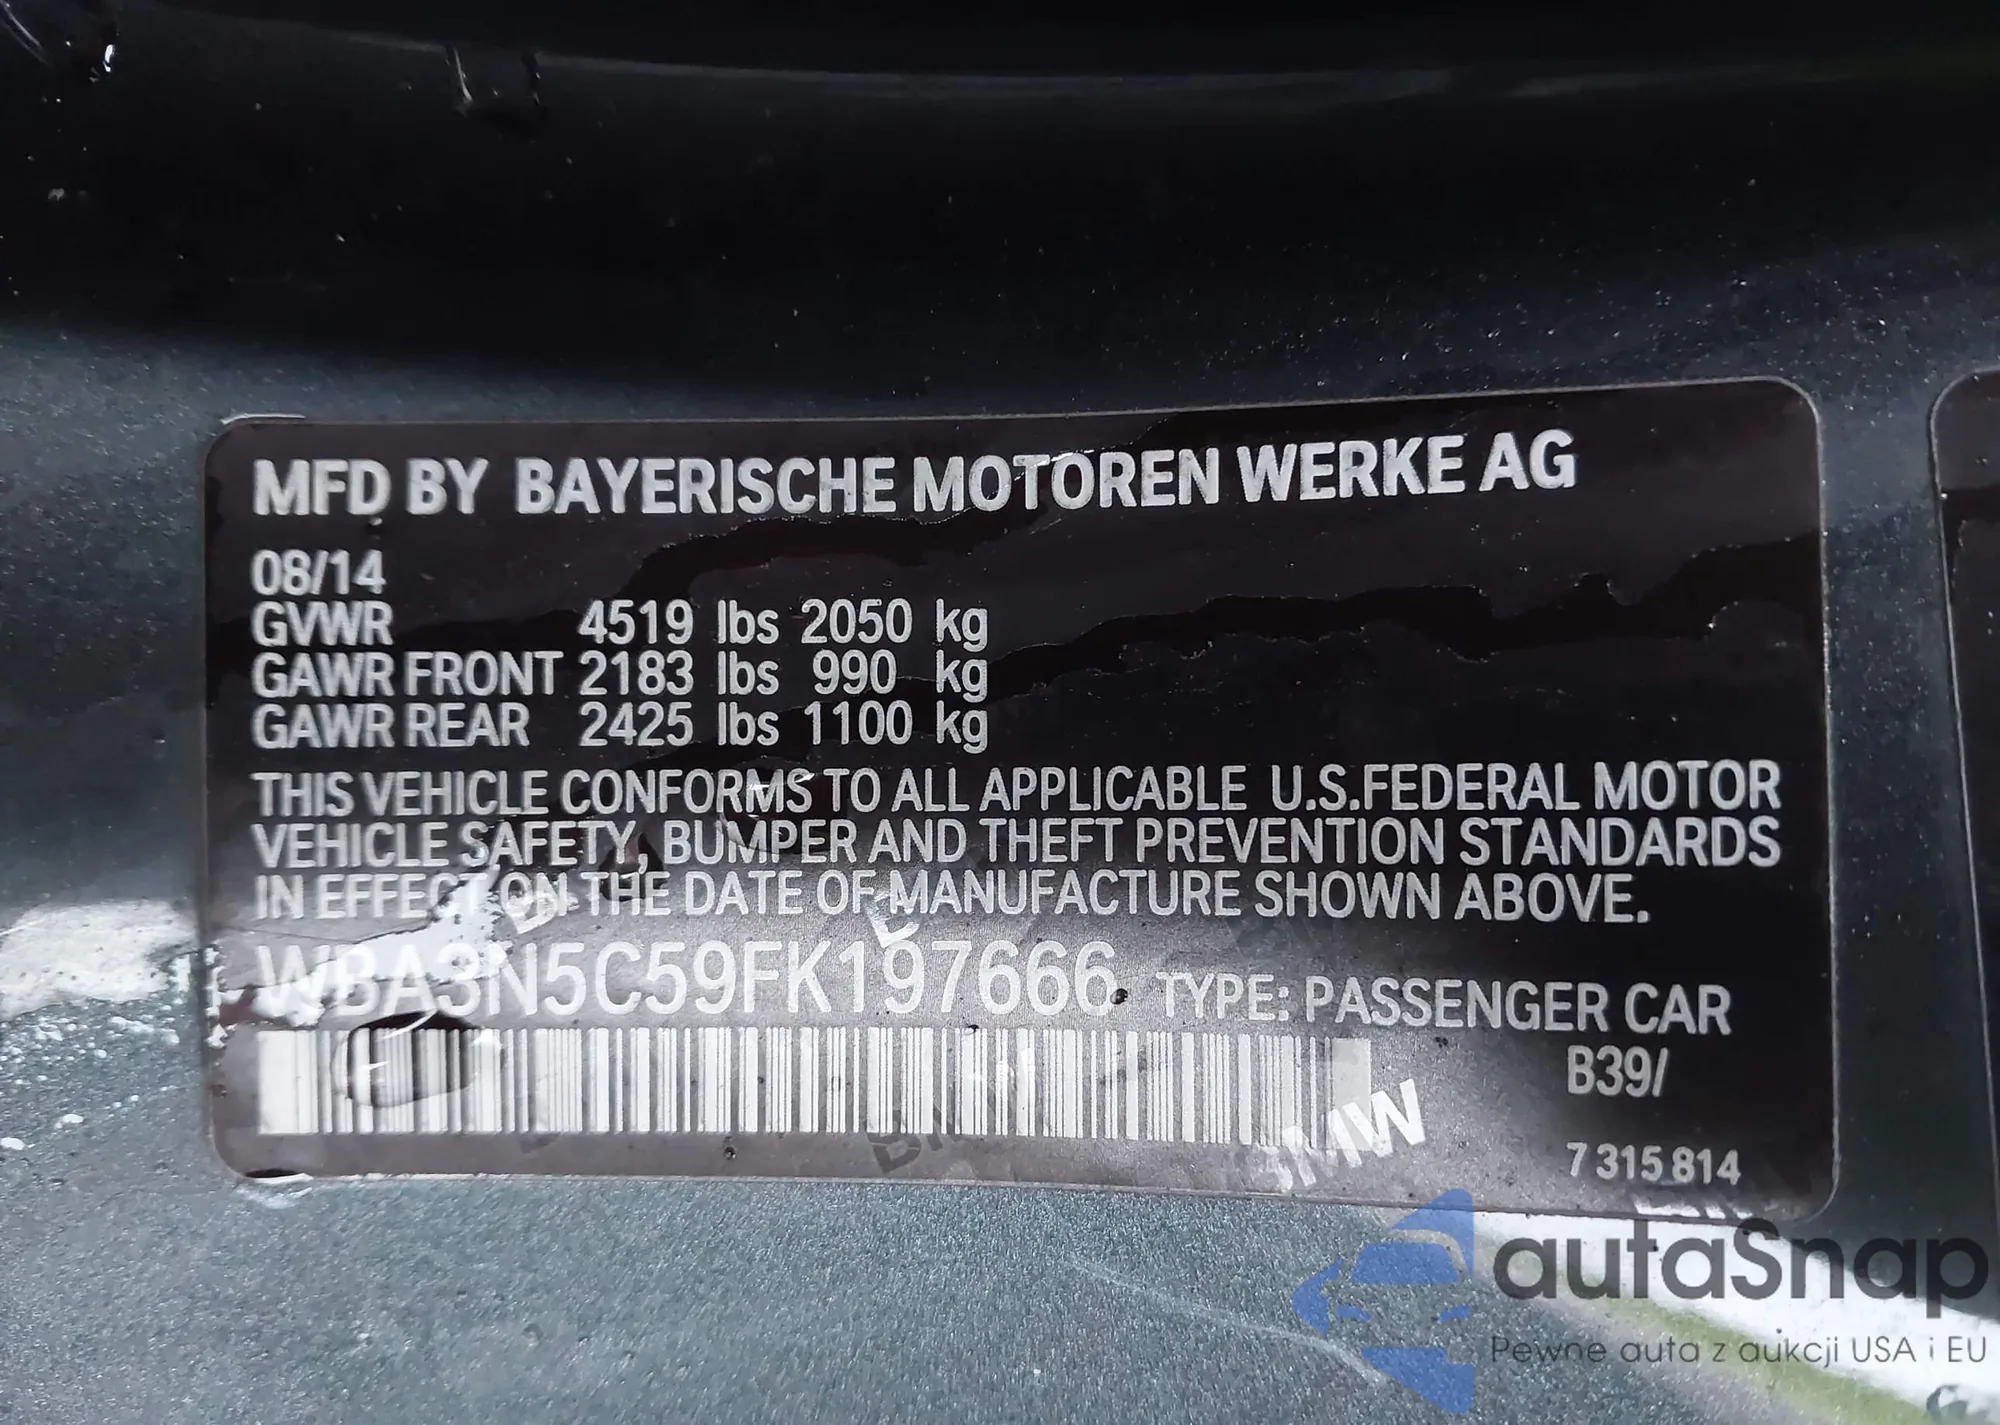 MFD BY BAYERISCHE MOTOREN WERKE AG
08/14
GVWR 4519 lbs 2050 kg
GAWR FRONT 2183 lbs 990 kg
GAWR REAR 2425 lbs 1100 kg
THIS VEHICLE CONFORMS TO ALL APPLICABLE U.S.FEDERAL MOTOR
VEHICLE SAFETY, BUMPER AND THEFT PREVENTION STANDARDS
IN EFFECT ON THE DATE OF MANUFACTURE SHOWN ABOVE.
WBA3N5C59FK197666 TYPE: PASSENGER CAR
B39/
BMW
7 315 814
autaSnap
Pewne auta z aukcji USA i EU